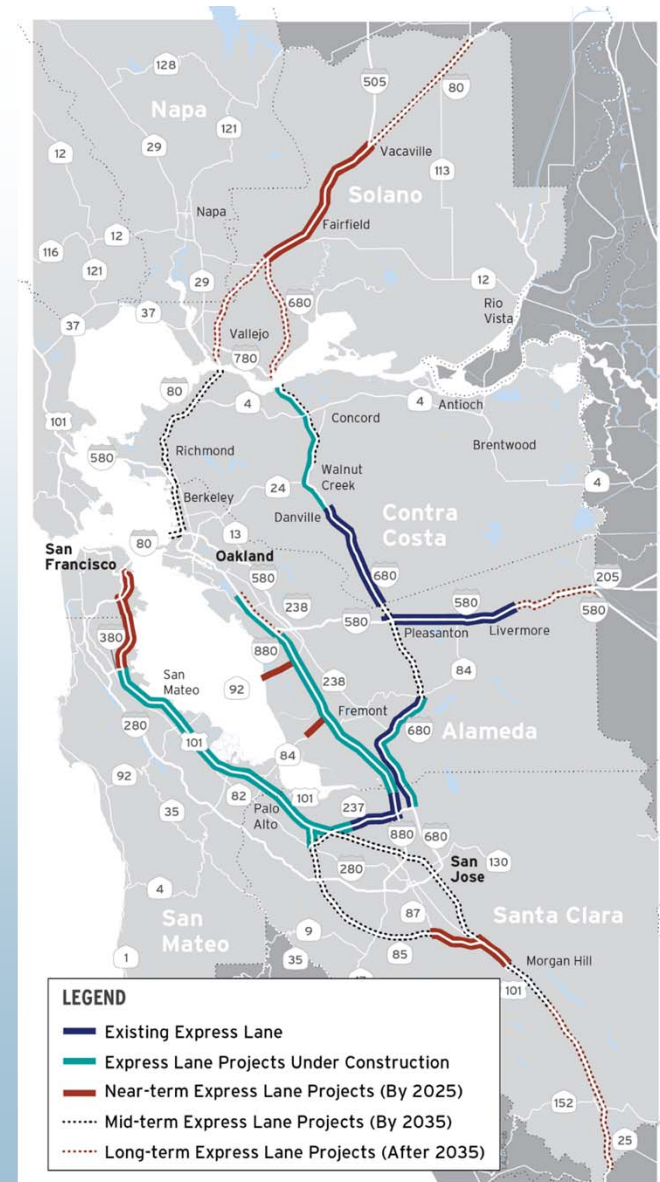 128
505
80
Napa
121
29
12
Vacaville
113
Solano
Napa
Fairfield
12
116
121
29
680
12
Rio
Vista
37
37
Vallejo
780
80
4
4
Antioch
101
Concord
Richmond
Brentwood
580
Walnut
Creek
24
4
Berkeley
Danville
Contra
Costa
13
San
Francisco
80
Oakland
580
680
238
580
580
205
580
Pleasanton
Livermore
380
880
San
Mateo
92
238
84
Fremont
680
Alameda
280
84
101
92
82
101
237
35
Palo
Alto
880
680
San
Jose
130
280
4
87
Santa Clara
San
Mateo
9
1
35
85
Morgan Hill
17
101
LEGEND
Existing Express Lane
Express Lane Projects Under Construction
Near-term Express Lane Projects (By 2025)
Mid-term Express Lane Projects (By 2035)
Long-term Express Lane Projects (After 2035)
152
25